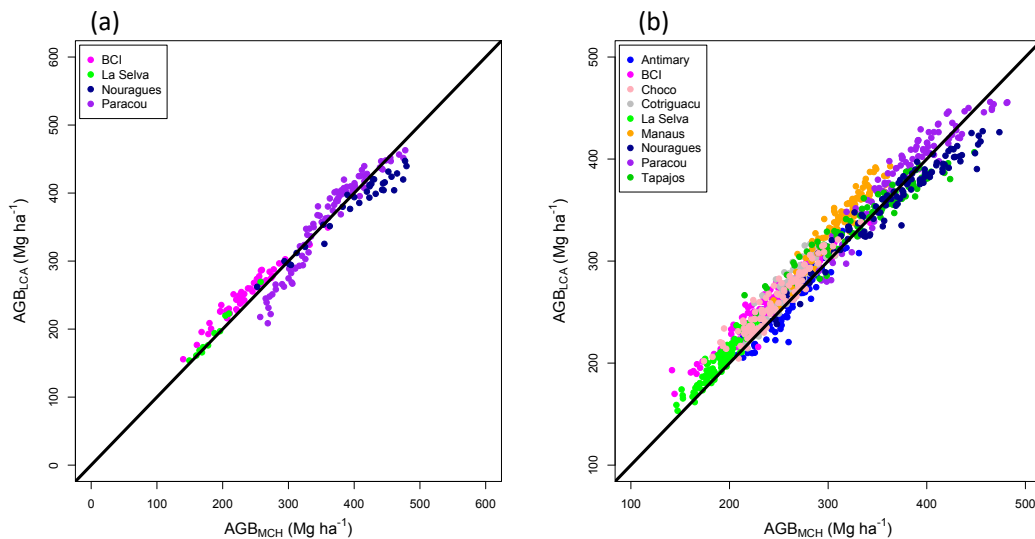 (a)
BCI
La Selva
Nouragues
Paracou
600
500
400
300
200
100
0
AGB_LCA (Mg ha⁻¹)
0 100 200 300 400 500 600
AGB_MCH (Mg ha⁻¹)
(b)
Antimary
BCI
Choco
Cotriguacu
La Selva
Manaus
Nouragues
Paracou
Tapajos
500
400
300
200
100
AGB_LCA (Mg ha⁻¹)
100 200 300 400 500
AGB_MCH (Mg ha⁻¹)